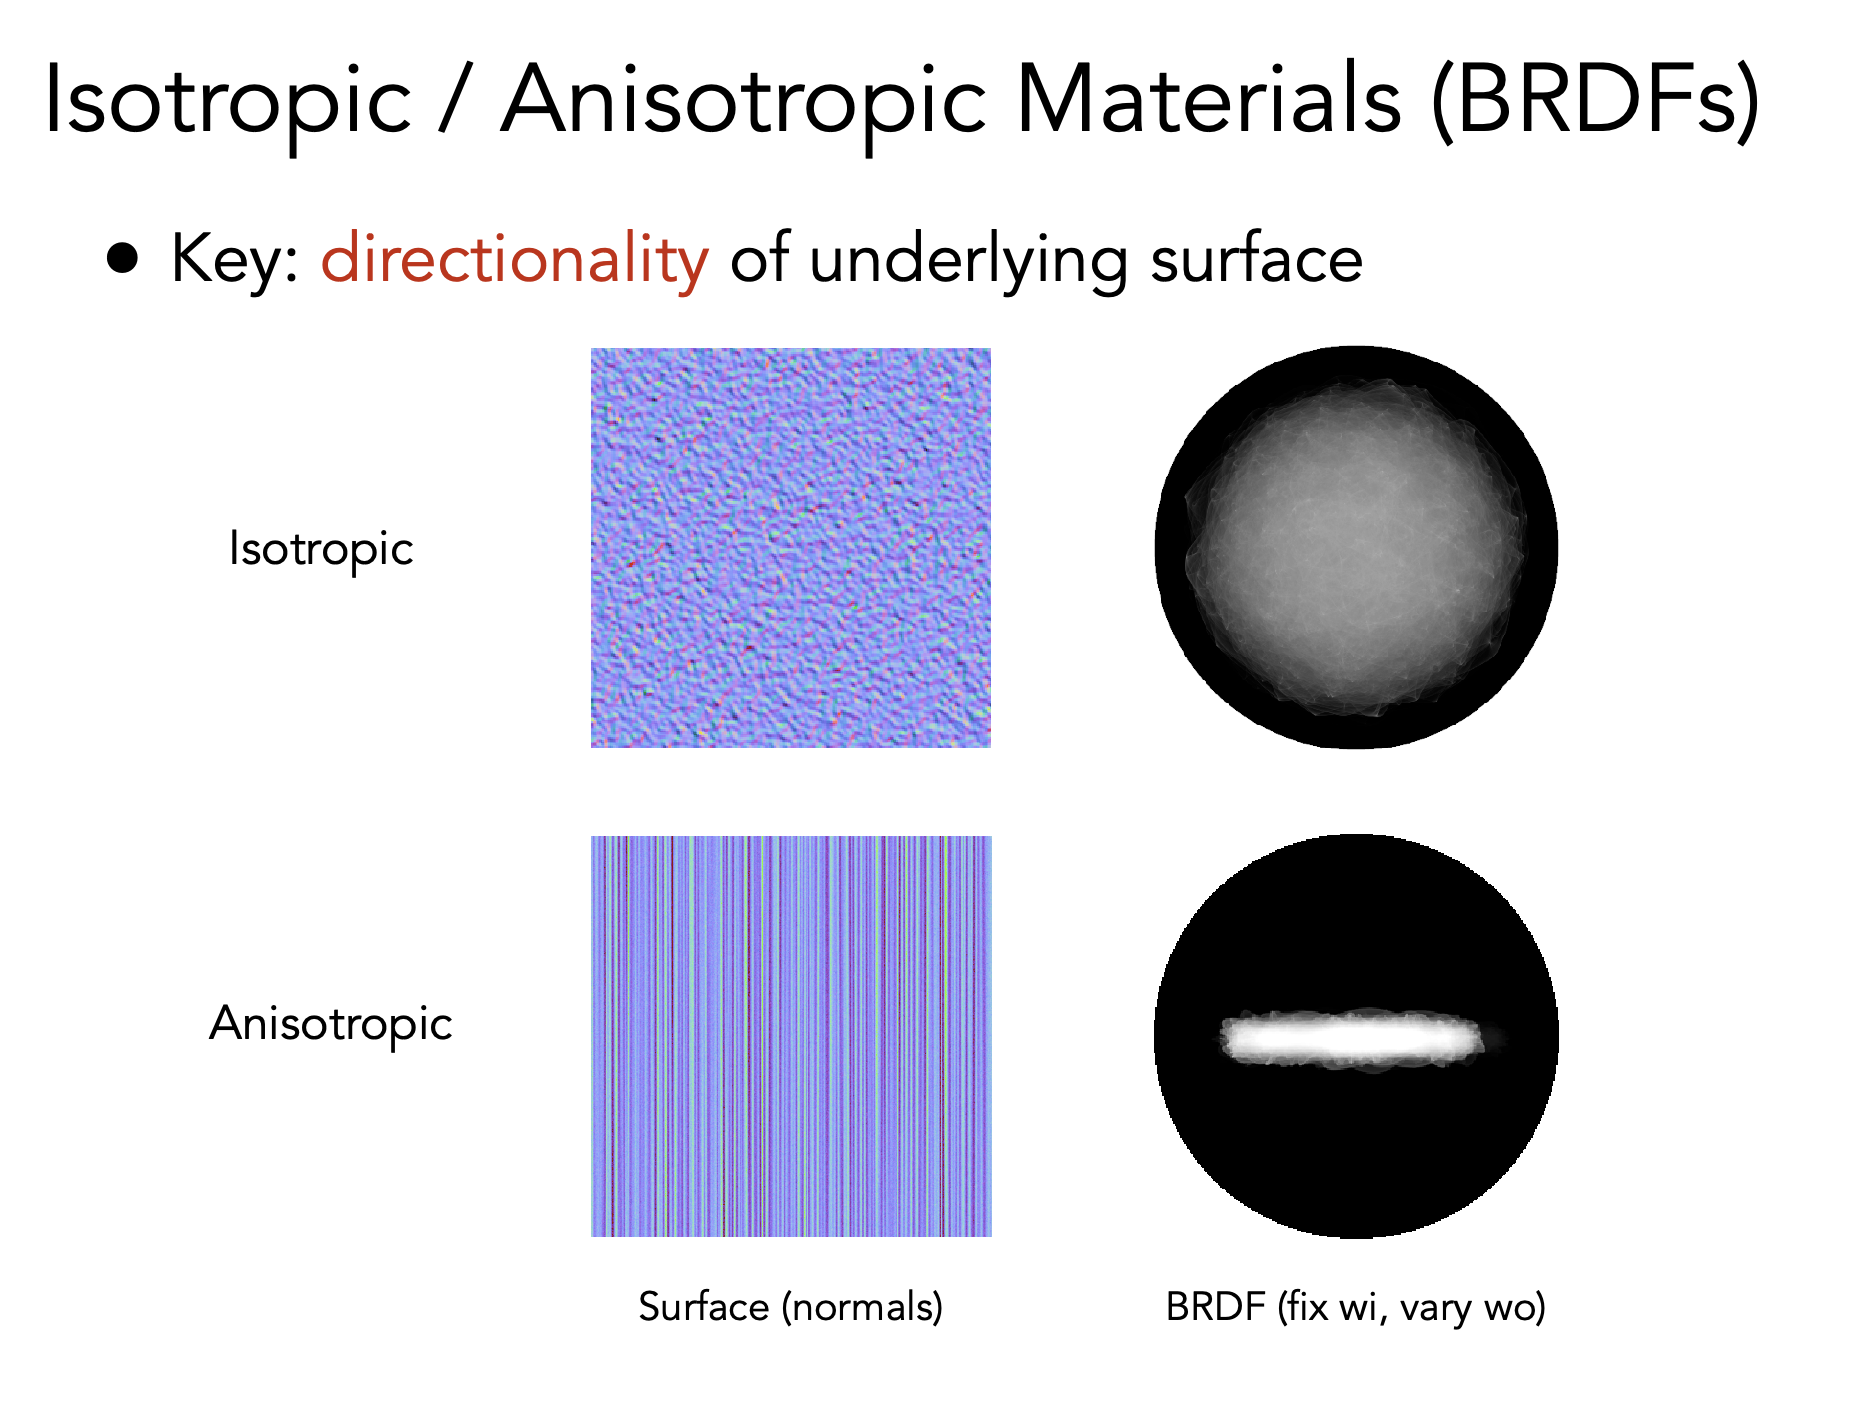 Isotropic / Anisotropic Materials (BRDFs)
• Key: directionality of underlying surface
Isotropic
Anisotropic
Surface (normals)
BRDF (fix wi, vary wo)